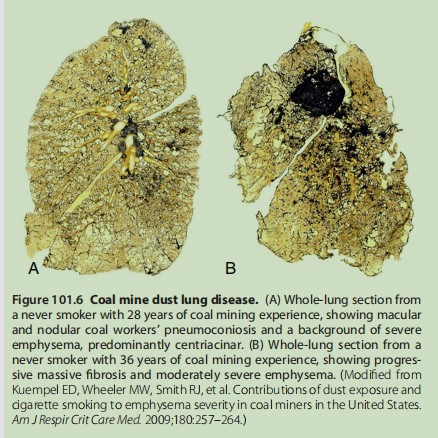 A
B
Figure 101.6 Coal mine dust lung disease. (A) Whole-lung section from
a never smoker with 28 years of coal mining experience, showing macular
and nodular coal workers’ pneumoconiosis and a background of severe
emphysema, predominantly centriacinar. (B) Whole-lung section from a
never smoker with 36 years of coal mining experience, showing progres-
sive massive fibrosis and moderately severe emphysema. (Modified from
Kuempel ED, Wheeler MW, Smith RJ, et al. Contributions of dust exposure and
cigarette smoking to emphysema severity in coal miners in the United States.
Am J Respir Crit Care Med. 2009;180:257–264.)